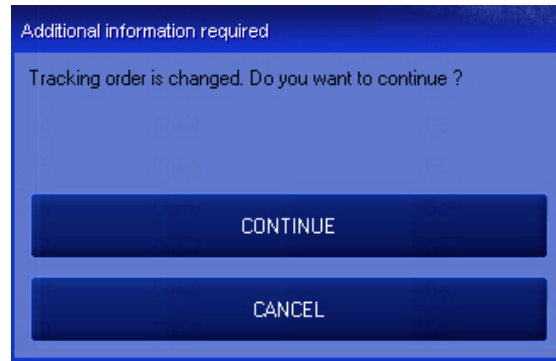 Additional information required
Tracking order is changed. Do you want to continue ?
CONTINUE
CANCEL